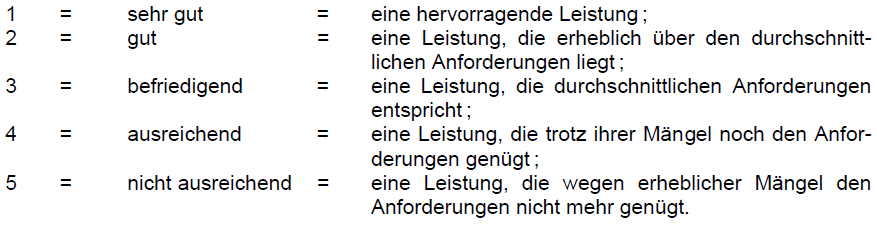 1 = sehr gut = eine hervorragende Leistung ;
2 = gut = eine Leistung, die erheblich über den durchschnitt-
lichen Anforderungen liegt ;
3 = befriedigend = eine Leistung, die durchschnittlichen Anforderungen
entspricht ;
4 = ausreichend = eine Leistung, die trotz ihrer Mängel noch den Anfor-
derungen genügt ;
5 = nicht ausreichend = eine Leistung, die wegen erheblicher Mängel den
Anforderungen nicht mehr genügt.